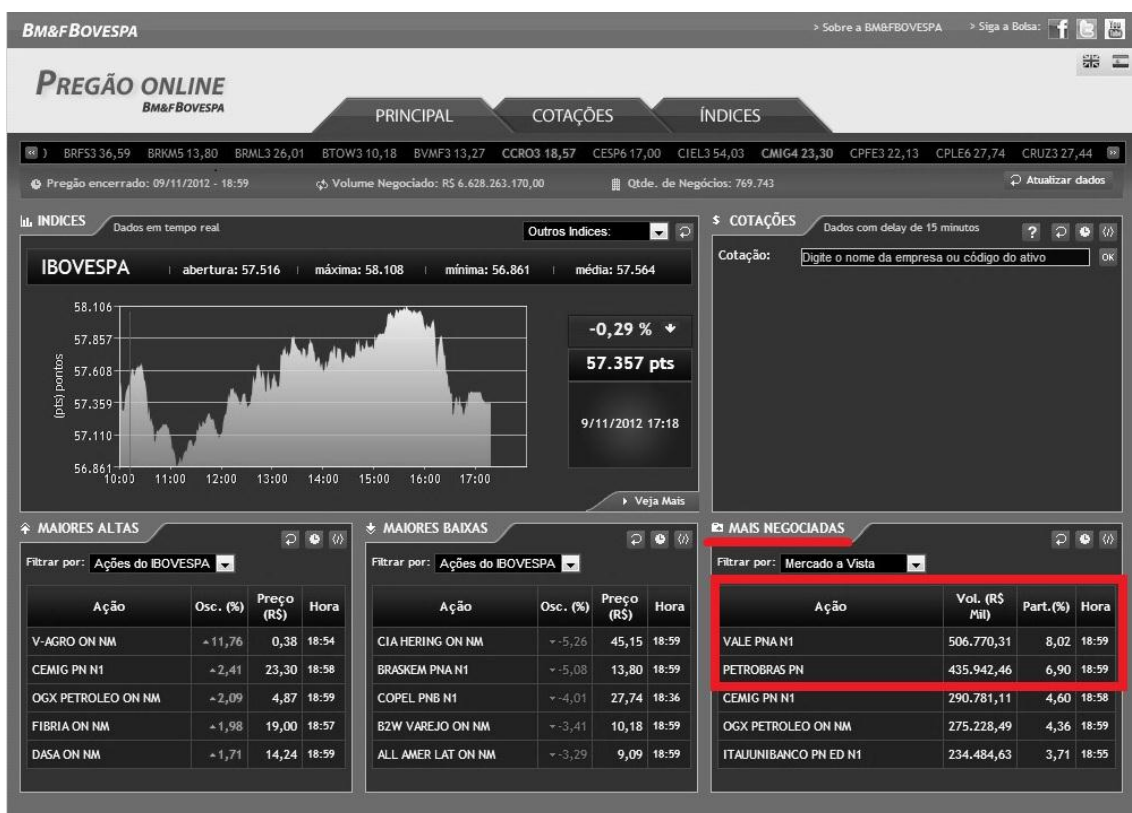 BM&FBOVESPA > Sobre a BM&FBOVESPA > Siga a Bolsa:
PREGÃO ONLINE
BM&FBOVESPA
PRINCIPAL COTAÇÕES ÍNDICES
BRFS3 36,59 BRKM5 13,80 BRML3 26,01 BTOW3 10,18 BVMF3 13,27 CCRO3 18,57 CESP6 17,00 CIEL3 54,03 CMIG4 23,30 CPFE3 22,13 CPLE6 27,74 CRUZ3 27,44
Pregão encerrado: 09/11/2012 - 18:59 Volume Negociado: R$ 6.628.263.170,00 Qtde. de Negócios: 769.743 Atualizar dados
INDICES Dados em tempo real Outros Indices:
IBOVESPA abertura: 57.516 máxima: 58.108 mínima: 56.861 média: 57.564
58.106
57.857
57.608
57.359
57.110
56.861
(pts) pontos
10:00 11:00 12:00 13:00 14:00 15:00 16:00 17:00
-0,29 %
57.357 pts
9/11/2012 17:18
Veja Mais
$ COTAÇÕES Dados com delay de 15 minutos ?
Cotação: Digite o nome da empresa ou código do ativo OK
MAIORES ALTAS
Filtrar por: Ações do IBOVESPA
Ação Osc. (%) Preço (R$) Hora
V-AGRO ON NM 11,76 0,38 18:54
CEMIG PN N1 2,41 23,30 18:58
OGX PETROLEO ON NM 2,09 4,87 18:59
FIBRIA ON NM 1,98 19,00 18:57
DASA ON NM 1,71 14,24 18:59
MAIORES BAIXAS
Filtrar por: Ações do IBOVESPA
Ação Osc. (%) Preço (R$) Hora
CIA HERING ON NM -5,26 45,15 18:59
BRASKEM PNA N1 -5,08 13,80 18:59
COPEL PNB N1 -4,01 27,74 18:36
B2W VAREJO ON NM -3,41 10,18 18:59
ALL AMER LAT ON NM -3,29 9,09 18:59
MAIS NEGOCIADAS
Filtrar por: Mercado a Vista
Ação Vol. (R$ Mil) Part.(%) Hora
VALE PNA N1 506.770,31 8,02 18:59
PETROBRAS PN 435.942,46 6,90 18:59
CEMIG PN N1 290.781,11 4,60 18:58
OGX PETROLEO ON NM 275.228,49 4,36 18:59
ITAUUNIBANCO PN ED N1 234.484,63 3,71 18:55